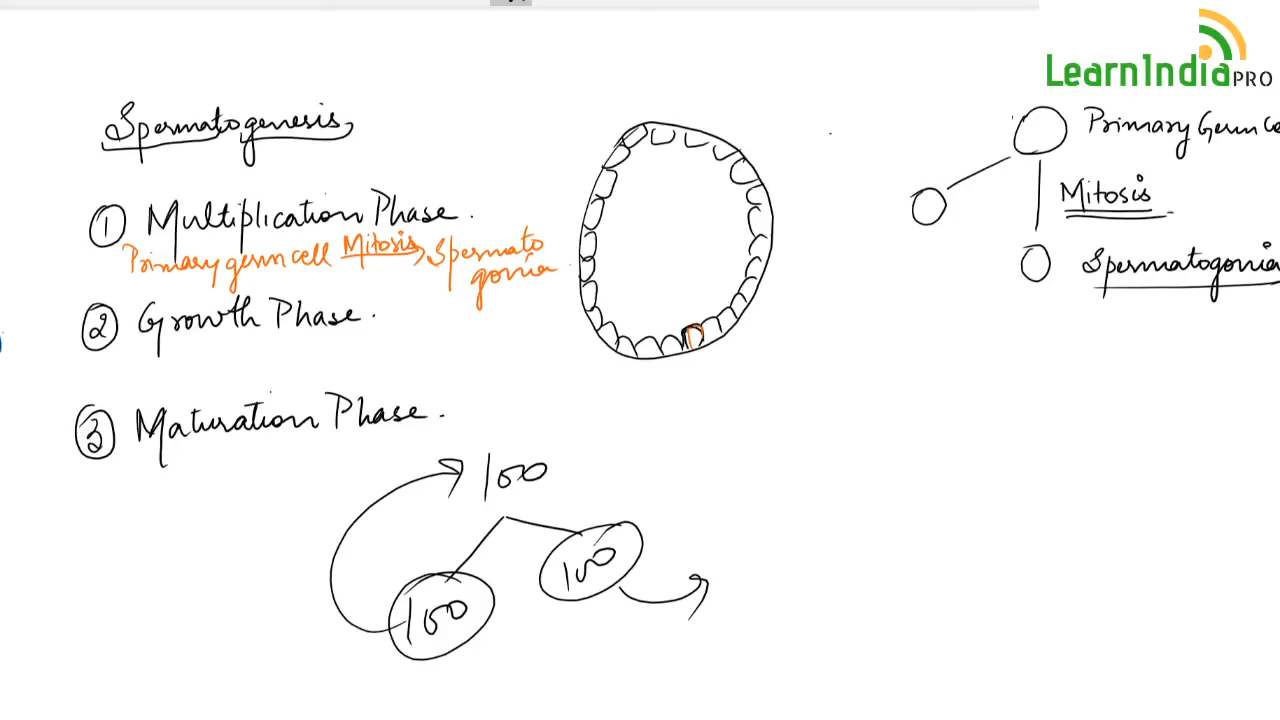 LearnIndia PRO
Spermatogenesis
① Multiplication Phase.
Primary germ cell Mitosis, Spermato
gonia
② Growth Phase.
③ Maturation Phase.
100
100
100
Primary Germ
Mitosis
Spermatogonia